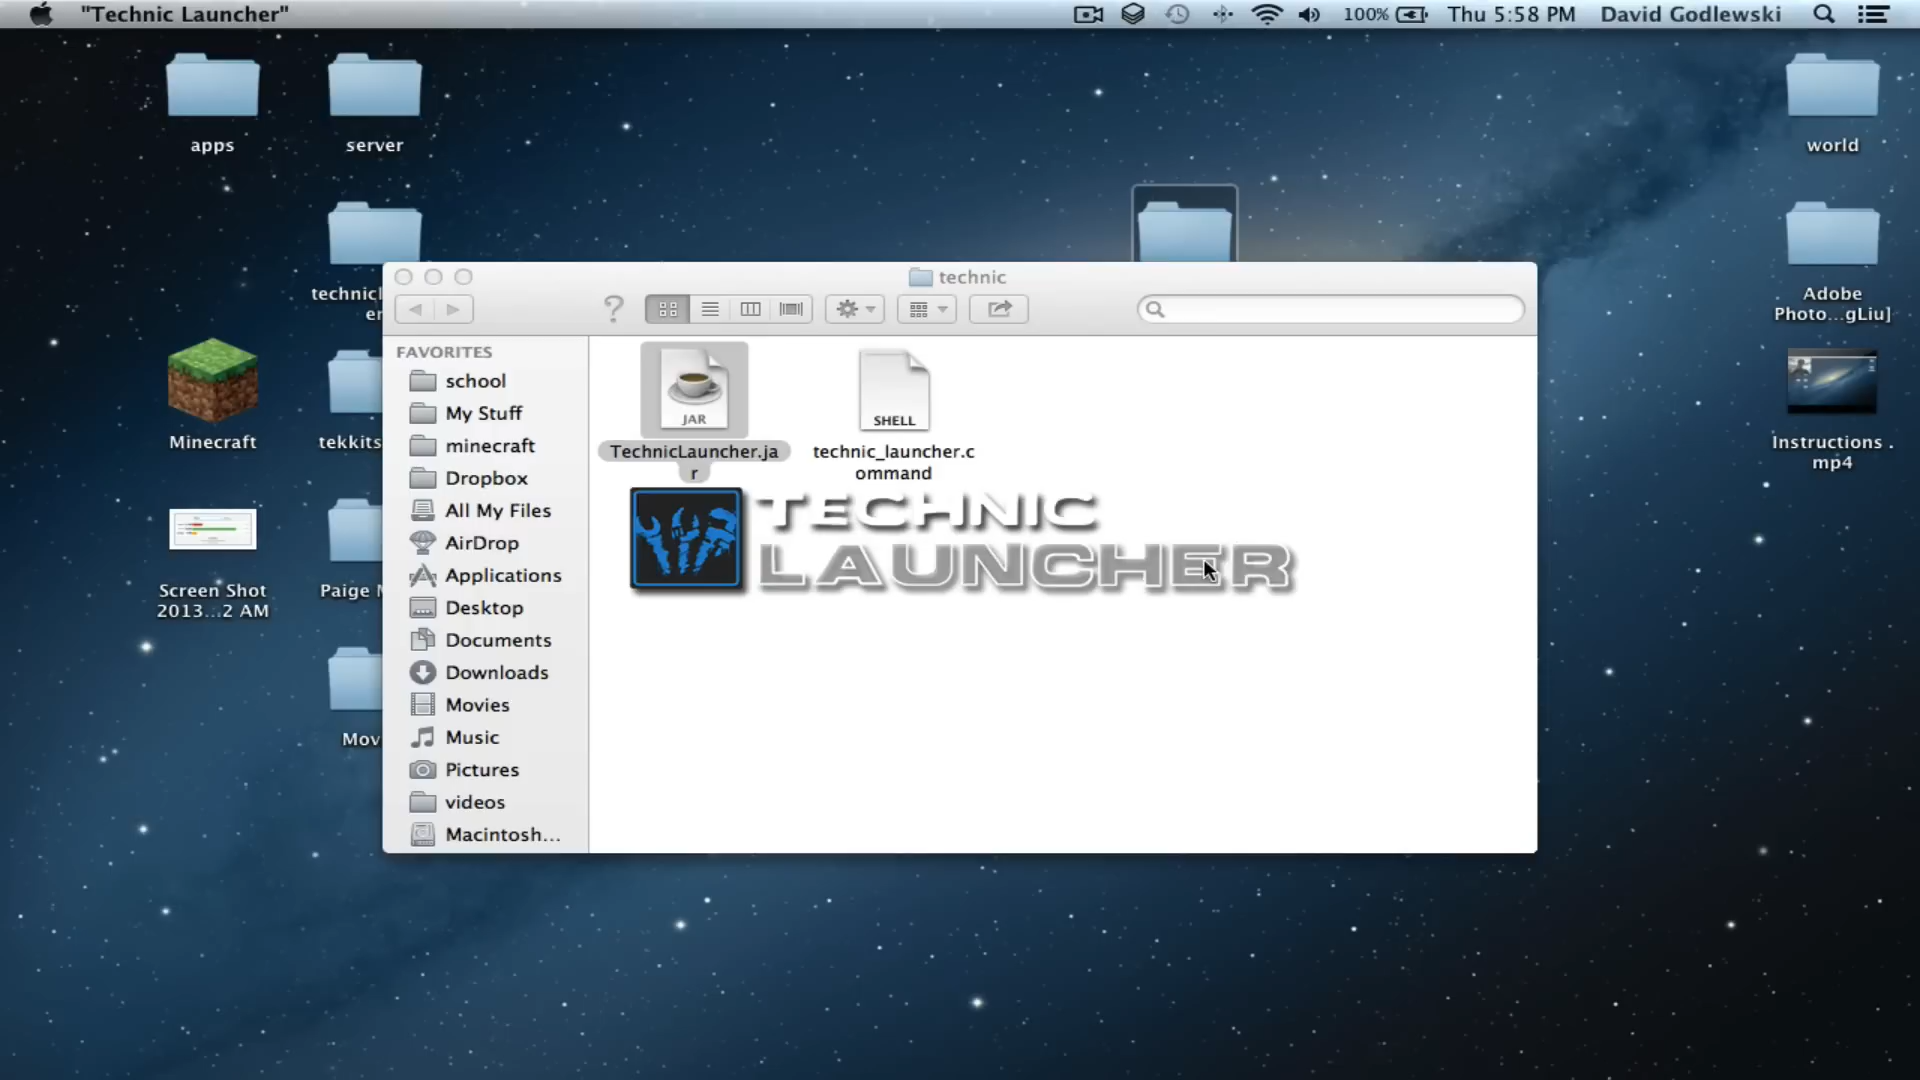 "Technic Launcher"
100%
Thu 5:58 PM
David Godlewski
apps
server
world
technicl
er
Adobe
Photo...gLiu]
technic
FAVORITES
school
My Stuff
minecraft
Dropbox
All My Files
AirDrop
Applications
Desktop
Documents
Downloads
Movies
Music
Pictures
videos
Macintosh...
JAR
TechnicLauncher.ja
r
SHELL
technic_launcher.c
ommand
TECHNIC
LAUNCHER
Minecraft
tekkits
Instructions .
mp4
Screen Shot
2013...2 AM
Paige
Mov